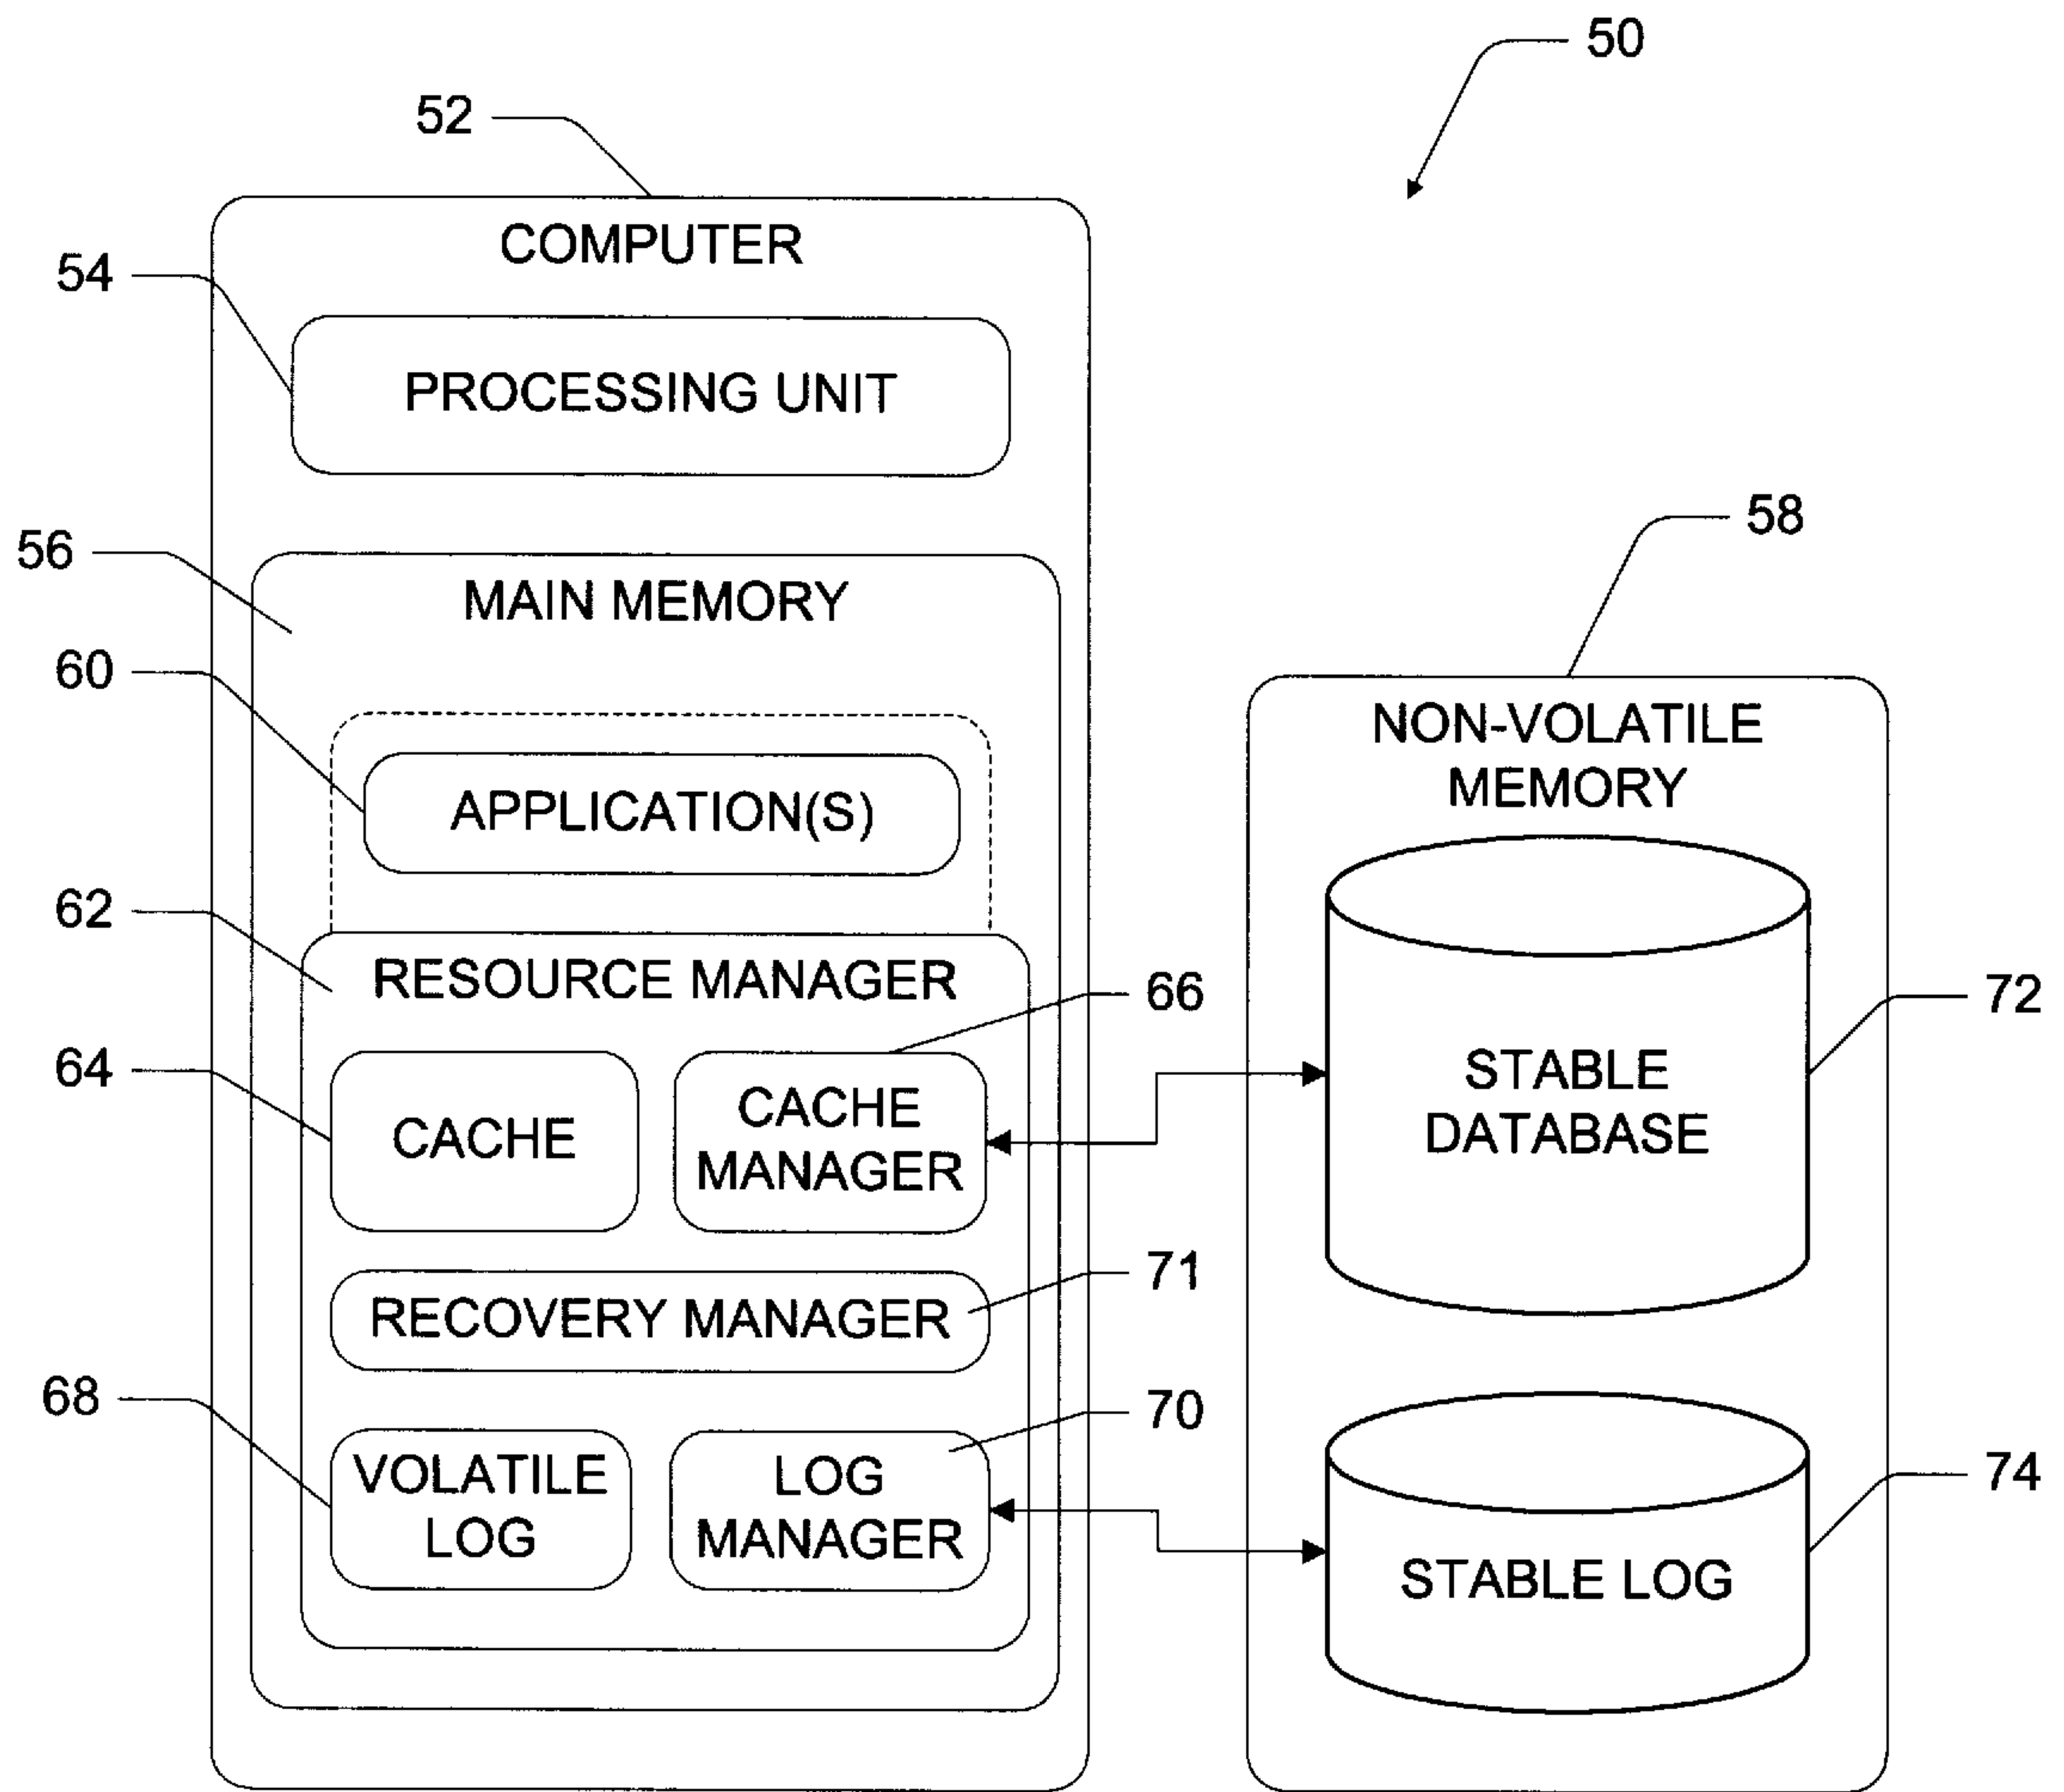 50
52
COMPUTER
54
PROCESSING UNIT
58
56
MAIN MEMORY
60
NON-VOLATILE
MEMORY
APPLICATION(S)
62
RESOURCE MANAGER
66
72
64
STABLE
DATABASE
CACHE
CACHE
MANAGER
71
RECOVERY MANAGER
68
70
VOLATILE
LOG
LOG
MANAGER
74
STABLE LOG